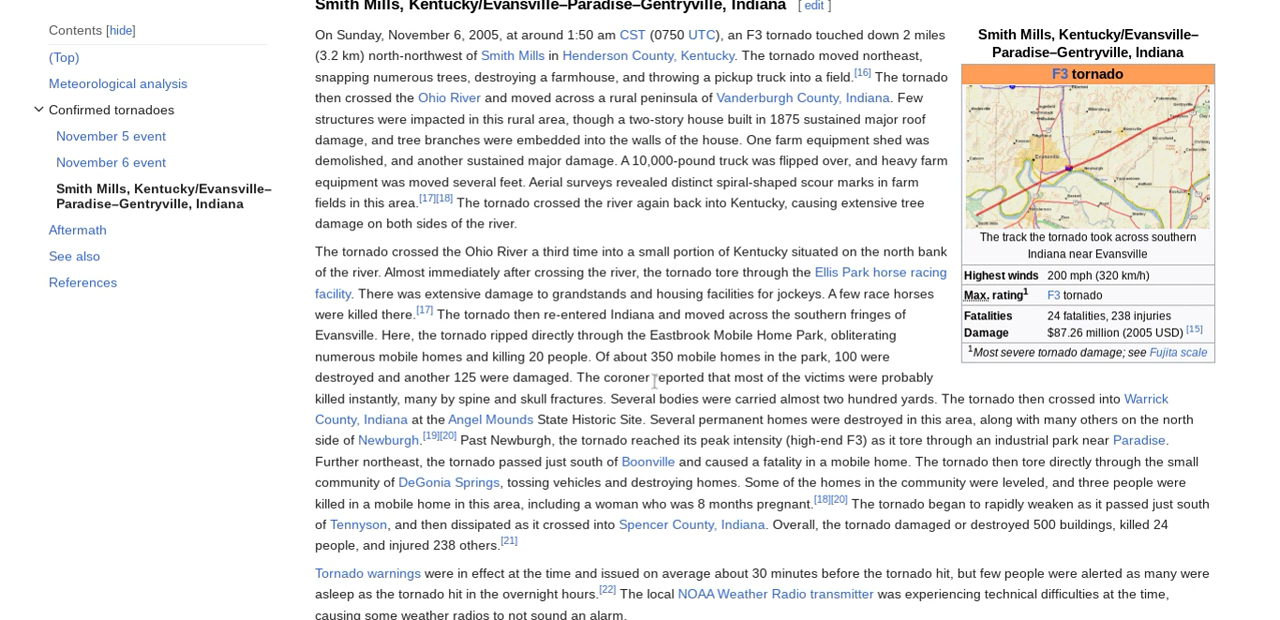 Contents [hide]
(Top)
Meteorological analysis
Confirmed tornadoes
November 5 event
November 6 event
Smith Mills, Kentucky/Evansville–
Paradise–Gentryville, Indiana
Aftermath
See also
References
Smith Mills, Kentucky/Evansville–Paradise–Gentryville, Indiana [ edit ]
On Sunday, November 6, 2005, at around 1:50 am CST (0750 UTC), an F3 tornado touched down 2 miles
(3.2 km) north-northwest of Smith Mills in Henderson County, Kentucky. The tornado moved northeast,
snapping numerous trees, destroying a farmhouse, and throwing a pickup truck into a field.[16] The tornado
then crossed the Ohio River and moved across a rural peninsula of Vanderburgh County, Indiana. Few
structures were impacted in this rural area, though a two-story house built in 1875 sustained major roof
damage, and tree branches were embedded into the walls of the house. One farm equipment shed was
demolished, and another sustained major damage. A 10,000-pound truck was flipped over, and heavy farm
equipment was moved several feet. Aerial surveys revealed distinct spiral-shaped scour marks in farm
fields in this area.[17][18] The tornado crossed the river again back into Kentucky, causing extensive tree
damage on both sides of the river.
The tornado crossed the Ohio River a third time into a small portion of Kentucky situated on the north bank
of the river. Almost immediately after crossing the river, the tornado tore through the Ellis Park horse racing
facility. There was extensive damage to grandstands and housing facilities for jockeys. A few race horses
were killed there.[17] The tornado then re-entered Indiana and moved across the southern fringes of
Evansville. Here, the tornado ripped directly through the Eastbrook Mobile Home Park, obliterating
numerous mobile homes and killing 20 people. Of about 350 mobile homes in the park, 100 were
destroyed and another 125 were damaged. The coroner reported that most of the victims were probably
killed instantly, many by spine and skull fractures. Several bodies were carried almost two hundred yards. The tornado then crossed into Warrick
County, Indiana at the Angel Mounds State Historic Site. Several permanent homes were destroyed in this area, along with many others on the north
side of Newburgh.[19][20] Past Newburgh, the tornado reached its peak intensity (high-end F3) as it tore through an industrial park near Paradise.
Further northeast, the tornado passed just south of Boonville and caused a fatality in a mobile home. The tornado then tore directly through the small
community of DeGonia Springs, tossing vehicles and destroying homes. Some of the homes in the community were leveled, and three people were
killed in a mobile home in this area, including a woman who was 8 months pregnant.[18][20] The tornado began to rapidly weaken as it passed just south
of Tennyson, and then dissipated as it crossed into Spencer County, Indiana. Overall, the tornado damaged or destroyed 500 buildings, killed 24
people, and injured 238 others.[21]
Tornado warnings were in effect at the time and issued on average about 30 minutes before the tornado hit, but few people were alerted as many were
asleep as the tornado hit in the overnight hours.[22] The local NOAA Weather Radio transmitter was experiencing technical difficulties at the time,
causing some weather radios to not sound an alarm.
Smith Mills, Kentucky/Evansville–
Paradise–Gentryville, Indiana
F3 tornado
The track the tornado took across southern
Indiana near Evansville
Highest winds 200 mph (320 km/h)
Max. rating1 F3 tornado
Fatalities 24 fatalities, 238 injuries
Damage $87.26 million (2005 USD) [15]
1Most severe tornado damage; see Fujita scale